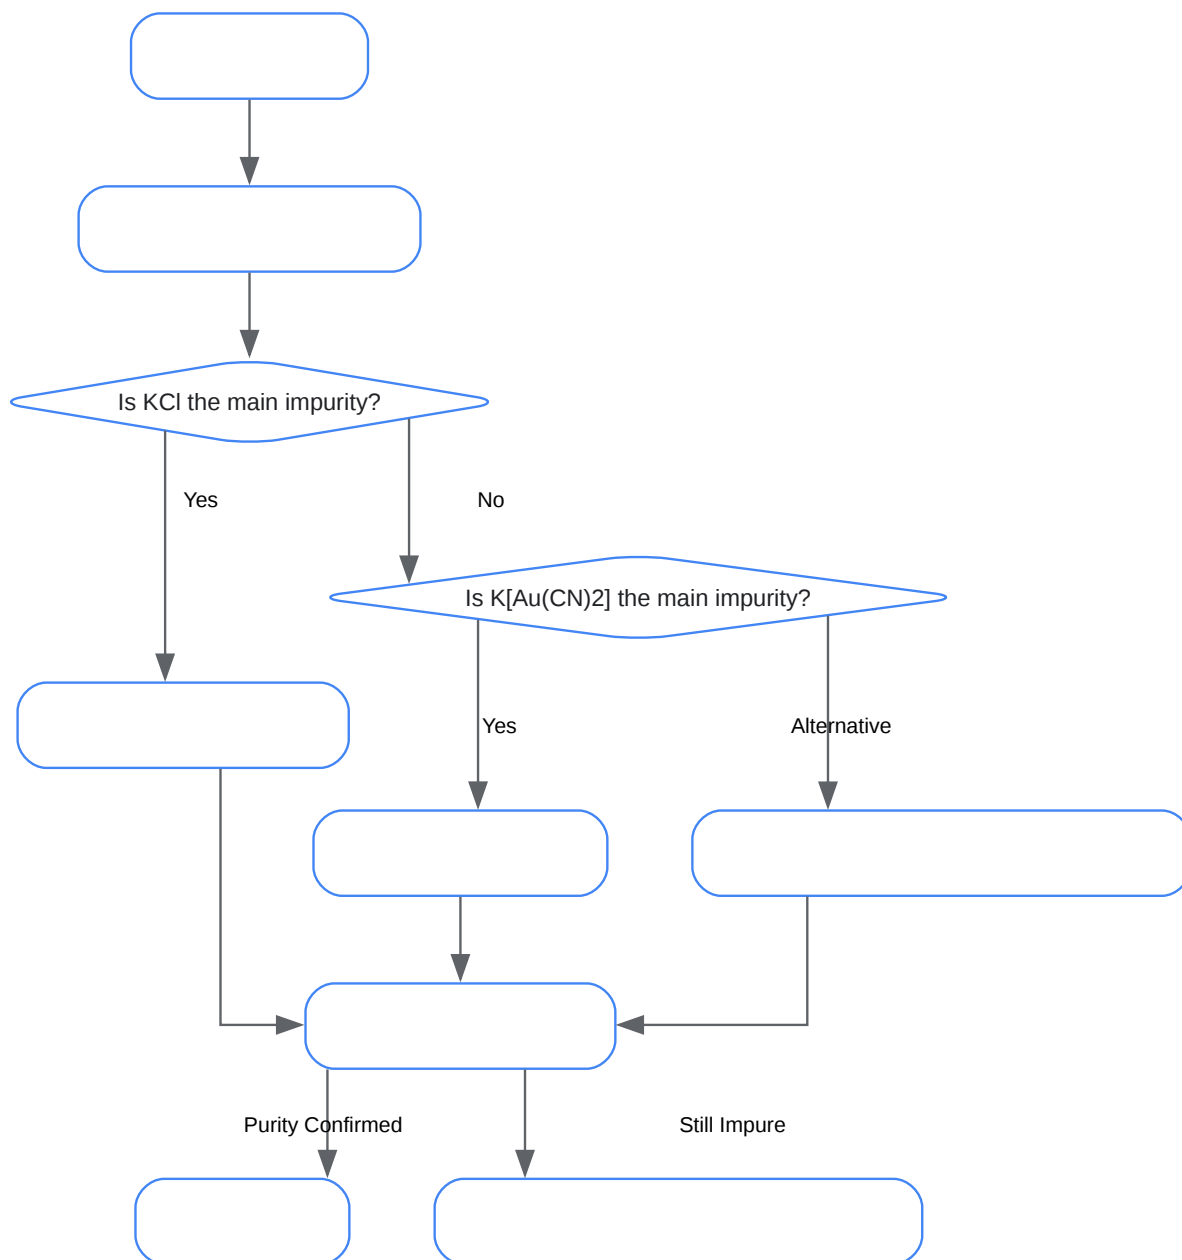 Is KCl the main impurity?
Yes
No
Is K[Au(CN)2] the main impurity?
Yes
Alternative
Purity Confirmed
Still Impure